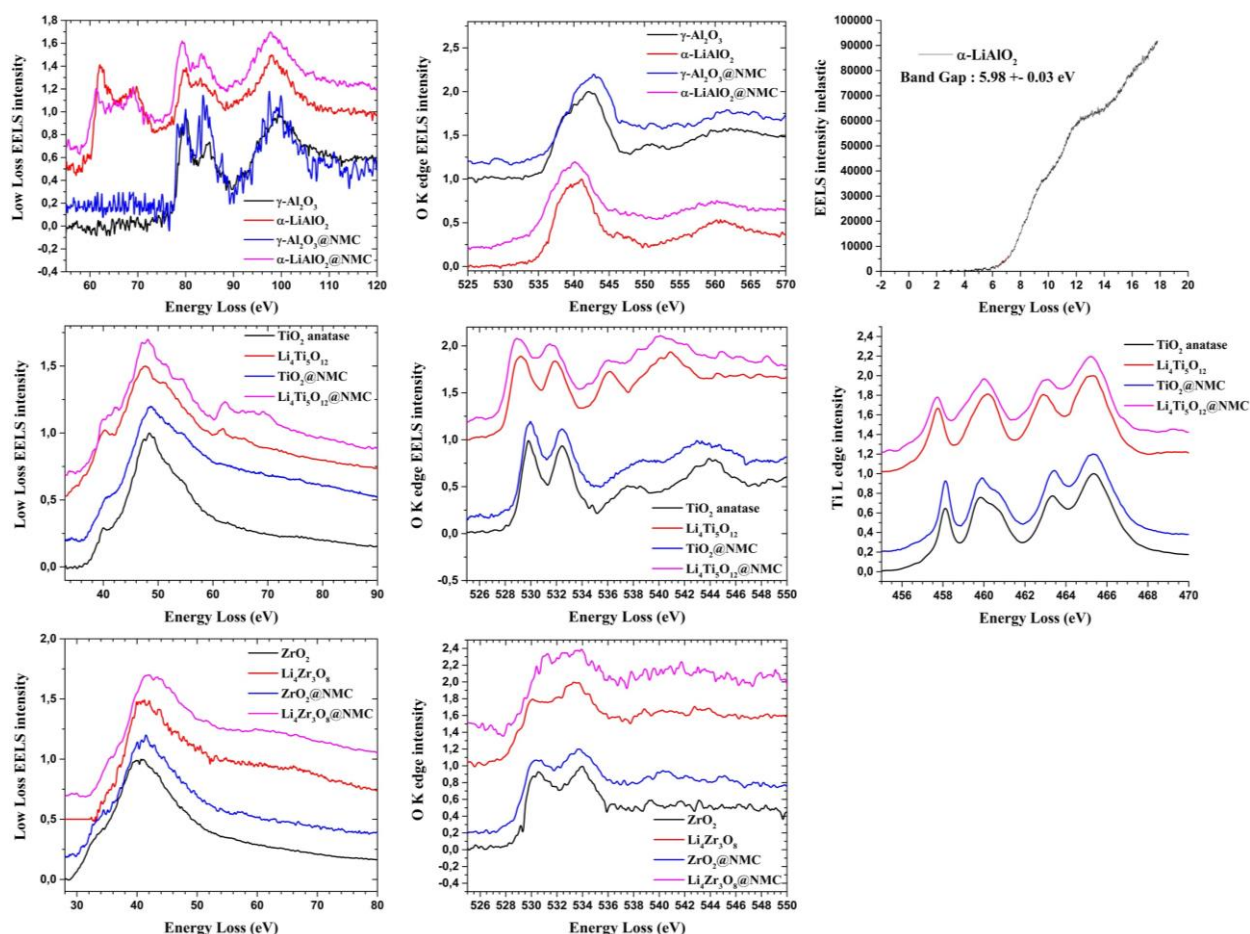 Low Loss EELS intensity
1,8
1,6
1,4
1,2
1,0
0,8
0,6
0,4
0,2
0,0
-0,2
-0,4
γ-Al₂O₃
α-LiAlO₂
γ-Al₂O₃@NMC
α-LiAlO₂@NMC
60 70 80 90 100 110 120
Energy Loss (eV)
O K edge EELS intensity
2,5
2,0
1,5
1,0
0,5
0,0
γ-Al₂O₃
α-LiAlO₂
γ-Al₂O₃@NMC
α-LiAlO₂@NMC
525 530 535 540 545 550 555 560 565 570
Energy Loss (eV)
EELS intensity inelastic
100000
90000
80000
70000
60000
50000
40000
30000
20000
10000
0
α-LiAlO₂
Band Gap : 5.98 +- 0.03 eV
-2 0 2 4 6 8 10 12 14 16 18 20
Energy Loss (eV)
Low Loss EELS intensity
1,5
1,0
0,5
0,0
TiO₂ anatase
Li₄Ti₅O₁₂
TiO₂@NMC
Li₄Ti₅O₁₂@NMC
40 50 60 70 80 90
Energy Loss (eV)
O K edge EELS intensity
2,0
1,5
1,0
0,5
0,0
-0,5
TiO₂ anatase
Li₄Ti₅O₁₂
TiO₂@NMC
Li₄Ti₅O₁₂@NMC
526 528 530 532 534 536 538 540 542 544 546 548 550
Energy Loss (eV)
Ti L edge intensity
2,4
2,2
2,0
1,8
1,6
1,4
1,2
1,0
0,8
0,6
0,4
0,2
0,0
TiO₂ anatase
Li₄Ti₅O₁₂
TiO₂@NMC
Li₄Ti₅O₁₂@NMC
456 458 460 462 464 466 468 470
Energy Loss (eV)
Low Loss EELS intensity
2,0
1,5
1,0
0,5
0,0
ZrO₂
Li₄Zr₃O₈
ZrO₂@NMC
Li₄Zr₃O₈@NMC
30 40 50 60 70 80
Energy Loss (eV)
O K edge intensity
2,4
2,2
2,0
1,8
1,6
1,4
1,2
1,0
0,8
0,6
0,4
0,2
0,0
-0,2
-0,4
ZrO₂
Li₄Zr₃O₈
ZrO₂@NMC
Li₄Zr₃O₈@NMC
526 528 530 532 534 536 538 540 542 544 546 548 550
Energy Loss (eV)